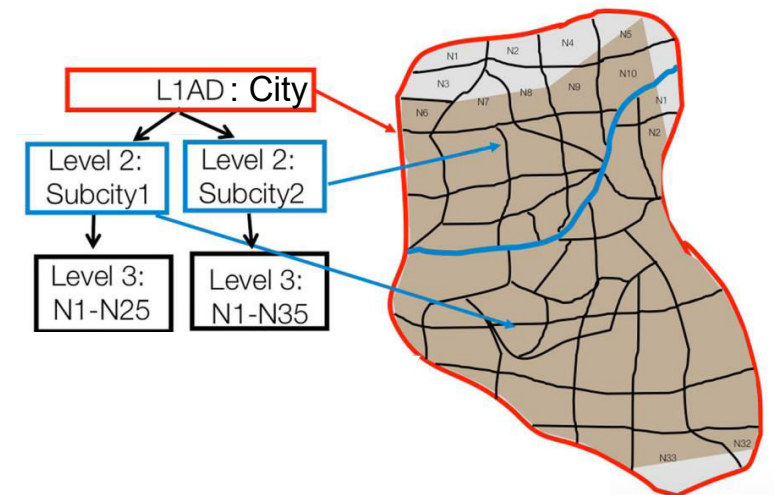 L1AD : City
Level 2:
Subcity1
Level 2:
Subcity2
Level 3:
N1-N25
Level 3:
N1-N35
N1
N2
N4
N5
N3
N6
N7
N8
N9
N10
N1
N2
N33
N32